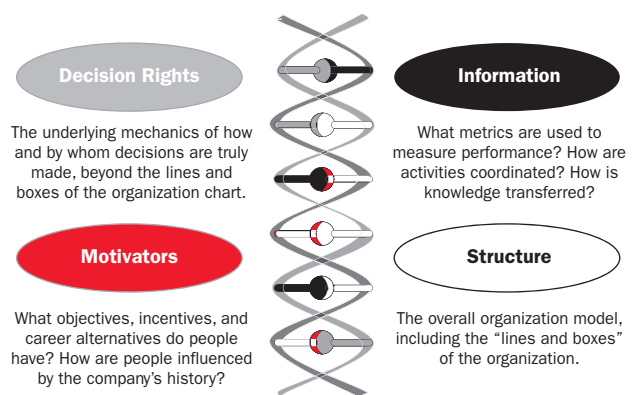 Decision Rights
The underlying mechanics of how
and by whom decisions are truly
made, beyond the lines and
boxes of the organization chart.
Information
What metrics are used to
measure performance? How are
activities coordinated? How is
knowledge transferred?
Motivators
What objectives, incentives, and
career alternatives do people
have? How are people influenced
by the company’s history?
Structure
The overall organization model,
including the “lines and boxes”
of the organization.